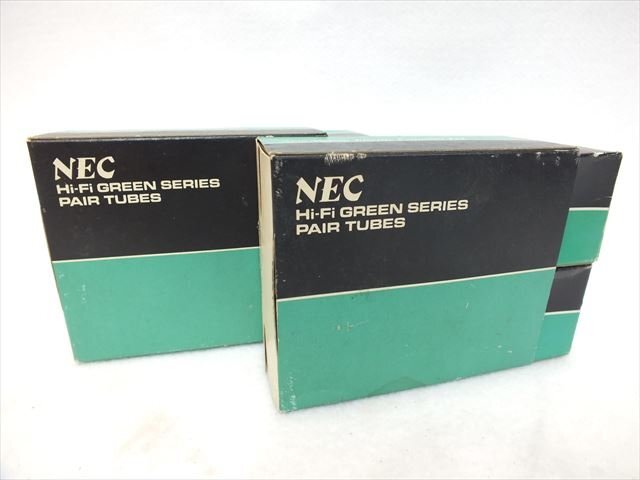 NEC
Hi-Fi GREEN SERIES
PAIR TUBES
NEC
Hi-Fi GREEN SERIES
PAIR TUBES